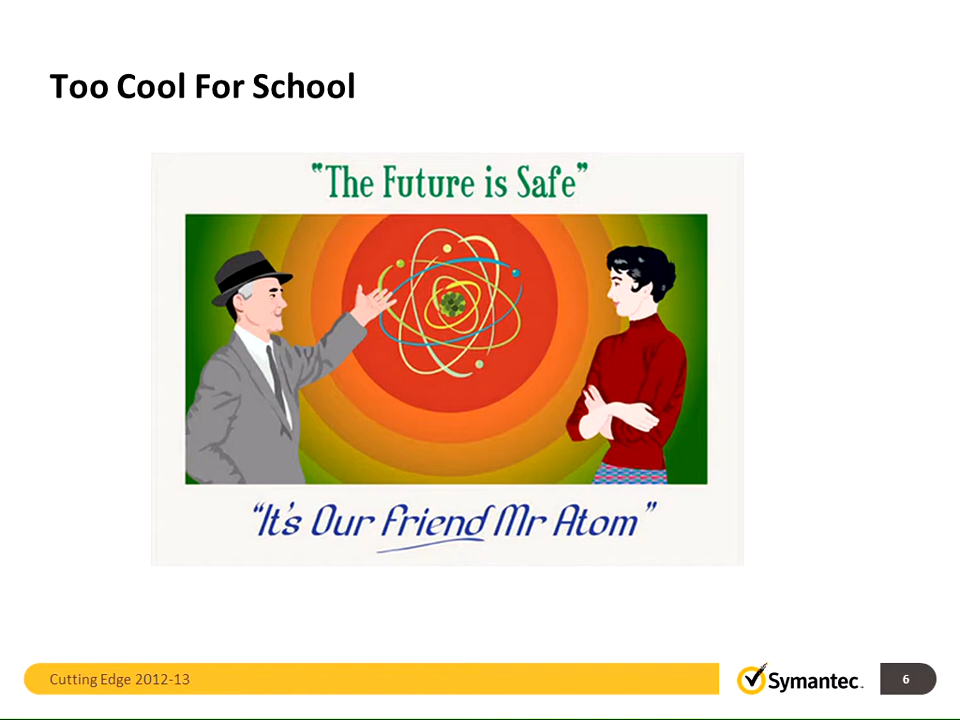 Too Cool For School
"The Future is Safe"
"It's Our Friend Mr Atom"
Cutting Edge 2012-13
Symantec.
6